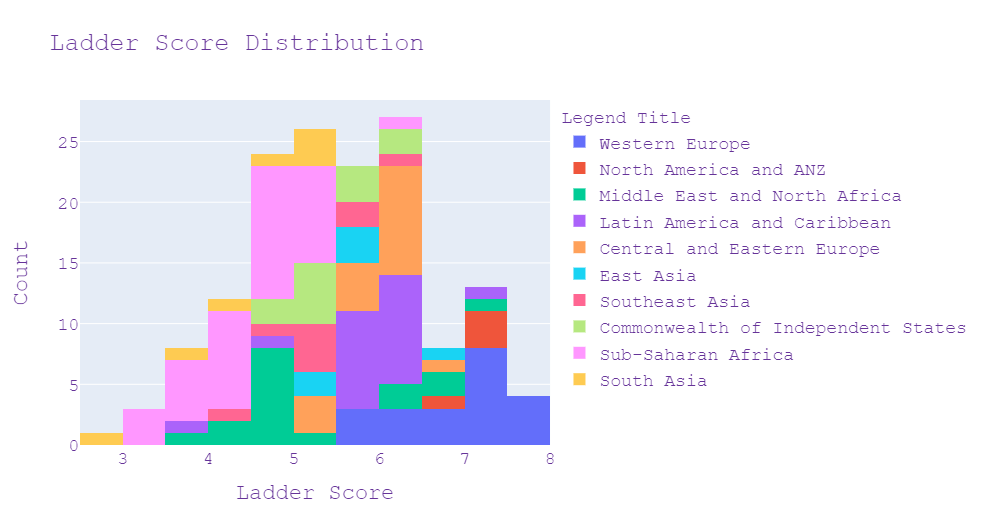 Ladder Score Distribution
Legend Title
Western Europe
North America and ANZ
Middle East and North Africa
Latin America and Caribbean
Central and Eastern Europe
East Asia
Southeast Asia
Commonwealth of Independent States
Sub-Saharan Africa
South Asia
Count
25
20
15
10
5
0
3
4
5
6
7
8
Ladder Score